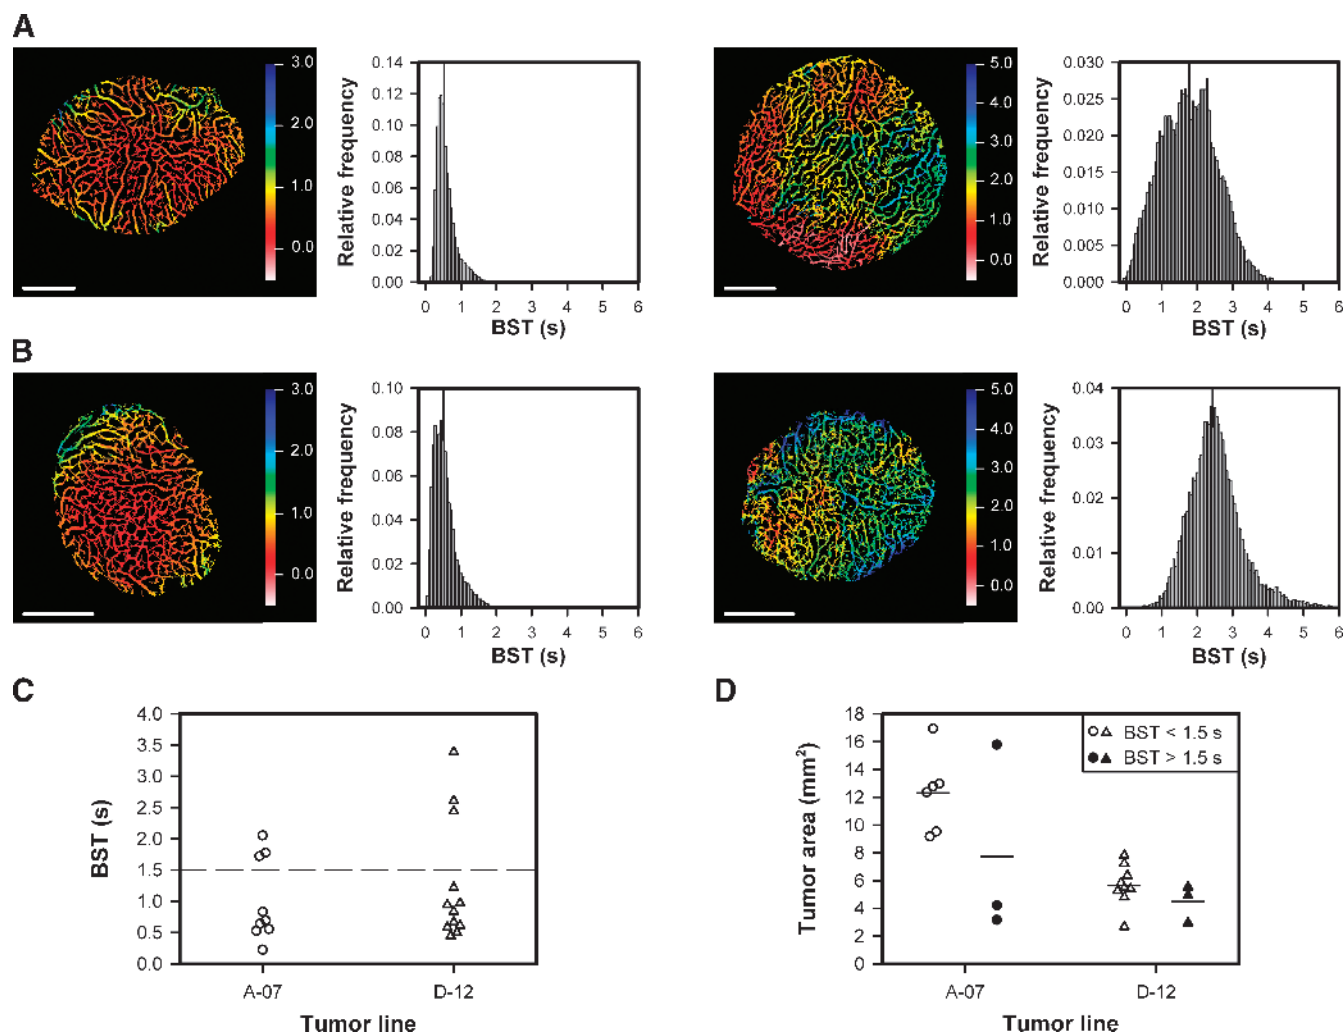 A
3.0
2.0
1.0
0.0
Relative frequency
0.14
0.12
0.10
0.08
0.06
0.04
0.02
0.00
0 1 2 3 4 5 6
BST (s)
5.0
4.0
3.0
2.0
1.0
0.0
Relative frequency
0.030
0.025
0.020
0.015
0.010
0.005
0.000
0 1 2 3 4 5 6
BST (s)
B
3.0
2.0
1.0
0.0
Relative frequency
0.10
0.08
0.06
0.04
0.02
0.00
0 1 2 3 4 5 6
BST (s)
5.0
4.0
3.0
2.0
1.0
0.0
Relative frequency
0.04
0.03
0.02
0.01
0.00
0 1 2 3 4 5 6
BST (s)
C
BST (s)
4.0
3.5
3.0
2.5
2.0
1.5
1.0
0.5
0.0
A-07 D-12
Tumor line
D
Tumor area (mm²)
18
16
14
12
10
8
6
4
2
0
BST < 1.5 s
BST > 1.5 s
A-07 D-12
Tumor line